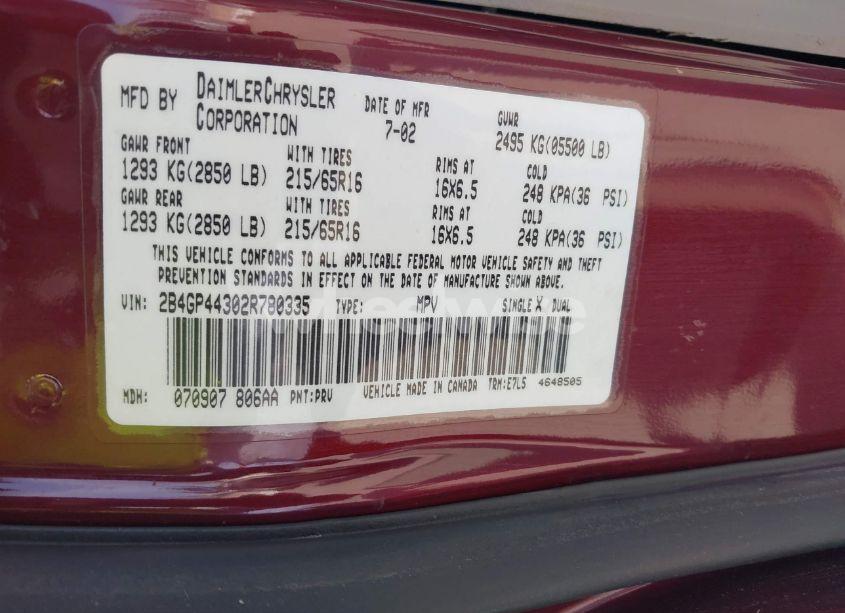 MFD BY DAIMLERCHRYSLER CORPORATION DATE OF MFR 7-02 GVWR 2495 KG(05500 LB)
GAWR FRONT WITH TIRES RIMS AT COLD
1293 KG(2850 LB) 215/65R16 16X6.5 248 KPA(36 PSI)
GAWR REAR WITH TIRES RIMS AT COLD
1293 KG(2850 LB) 215/65R16 16X6.5 248 KPA(36 PSI)
THIS VEHICLE CONFORMS TO ALL APPLICABLE FEDERAL MOTOR VEHICLE SAFETY AND THEFT
PREVENTION STANDARDS IN EFFECT ON THE DATE OF MANUFACTURE SHOWN ABOVE.
VIN: 2B4GP44302R780335 TYPE: MPV SINGLE X DUAL
MDH: 070907 806AA PNT:PRV VEHICLE MADE IN CANADA TRM:E7L5 4648505